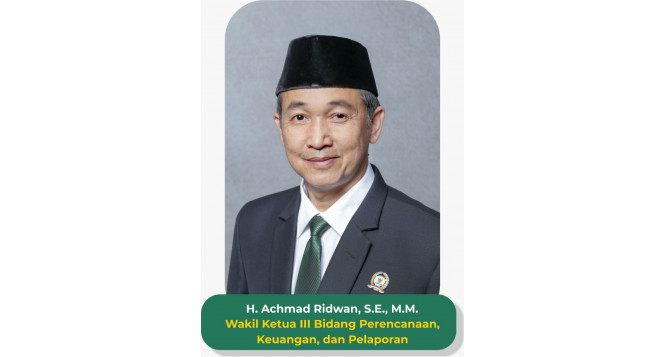 H. Achmad Ridwan, S.E., M.M.
Wakil Ketua III Bidang Perencanaan,
Keuangan, dan Pelaporan